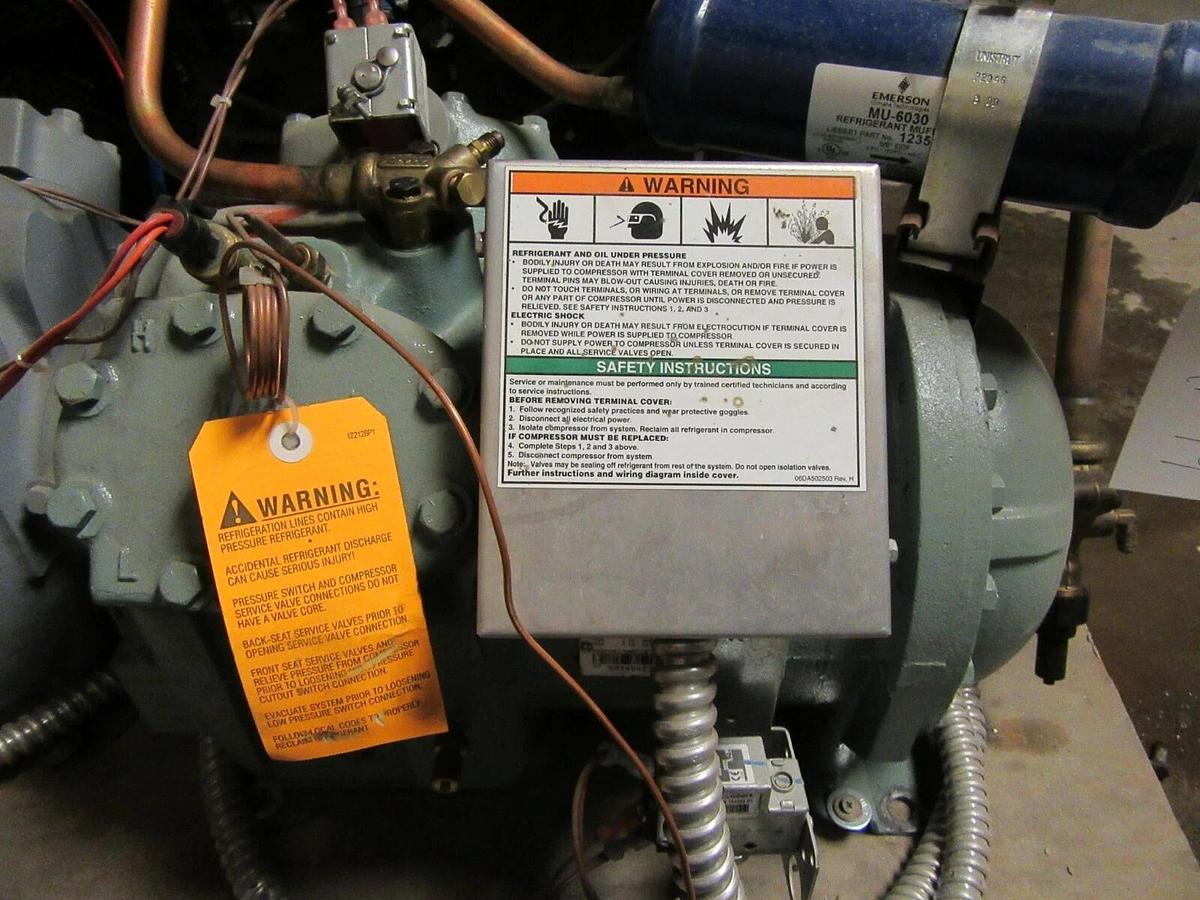 UNISTRUT
EMERSON
Climate Technologies
MU-6030
REFRIGERANT MUFF
LIEBERT PART No. 1235
⚠ WARNING
REFRIGERANT AND OIL UNDER PRESSURE
• BODILY INJURY OR DEATH MAY RESULT FROM EXPLOSION AND/OR FIRE IF POWER IS
SUPPLIED TO COMPRESSOR WITH TERMINAL COVER REMOVED OR UNSECURED.
TERMINAL PINS MAY BLOW-OUT CAUSING INJURIES, DEATH OR FIRE.
• DO NOT TOUCH TERMINALS, OR WIRING AT TERMINALS, OR REMOVE TERMINAL COVER
OR ANY PART OF COMPRESSOR UNTIL POWER IS DISCONNECTED AND PRESSURE IS
RELIEVED. SEE SAFETY INSTRUCTIONS 1, 2, AND 3
ELECTRIC SHOCK
• BODILY INJURY OR DEATH MAY RESULT FROM ELECTROCUTION IF TERMINAL COVER IS
REMOVED WHILE POWER IS SUPPLIED TO COMPRESSOR.
• DO NOT SUPPLY POWER TO COMPRESSOR UNLESS TERMINAL COVER IS SECURED IN
PLACE AND ALL SERVICE VALVES OPEN.
SAFETY INSTRUCTIONS
Service or maintenance must be performed only by trained certified technicians and according
to service instructions.
BEFORE REMOVING TERMINAL COVER:
1. Follow recognized safety practices and wear protective goggles.
2. Disconnect all electrical power.
3. Isolate compressor from system. Reclaim all refrigerant in compressor.
IF COMPRESSOR MUST BE REPLACED:
4. Complete Steps 1, 2 and 3 above.
5. Disconnect compressor from system
Note: Valves may be sealing off refrigerant from rest of the system. Do not open isolation valves.
Further instructions and wiring diagram inside cover.
06DA502503 Rev. H
H
L
172126P1
⚠ WARNING:
REFRIGERATION LINES CONTAIN HIGH
PRESSURE REFRIGERANT.
ACCIDENTAL REFRIGERANT DISCHARGE
CAN CAUSE SERIOUS INJURY!
PRESSURE SWITCH AND COMPRESSOR
SERVICE VALVE CONNECTIONS DO NOT
HAVE A VALVE CORE.
BACK-SEAT SERVICE VALVES PRIOR TO
OPENING SERVICE VALVE CONNECTION.
FRONT SEAT SERVICE VALVES AND
RELIEVE PRESSURE FROM COMPRESSOR
PRIOR TO LOOSENING AND PRESSURE
CUTOUT SWITCH CONNECTION.
EVACUATE SYSTEM PRIOR TO LOOSENING
LOW PRESSURE SWITCH CONNECTION.
FOLLOW LOCAL CODES TO PROPERLY
RECLAIM REFRIGERANT